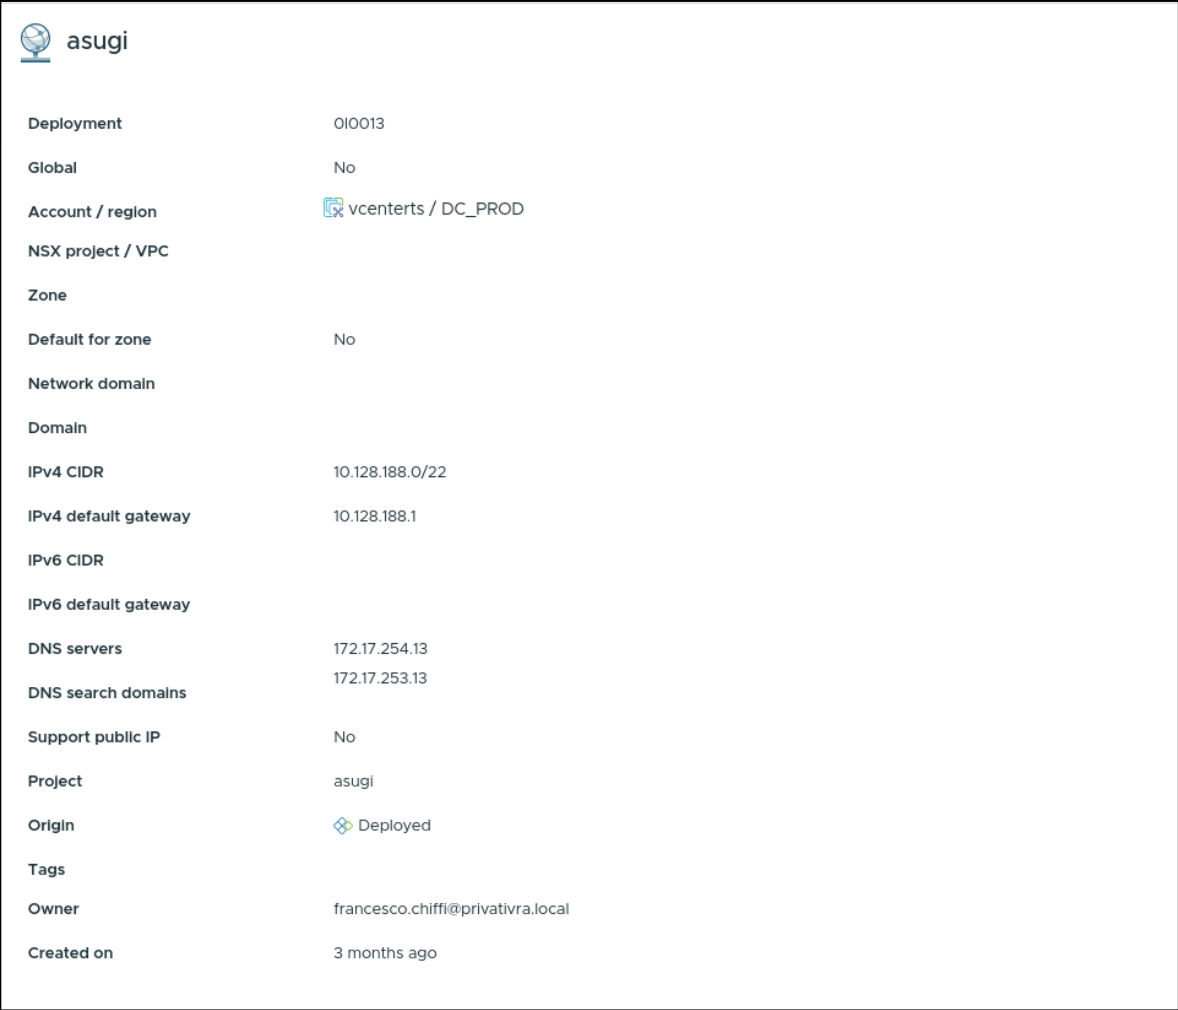 asugi
Deployment 0I0013
Global No
Account / region vcenterts / DC_PROD
NSX project / VPC
Zone
Default for zone No
Network domain
Domain
IPv4 CIDR 10.128.188.0/22
IPv4 default gateway 10.128.188.1
IPv6 CIDR
IPv6 default gateway
DNS servers 172.17.254.13
172.17.253.13
DNS search domains
Support public IP No
Project asugi
Origin Deployed
Tags
Owner francesco.chiffi@privativra.local
Created on 3 months ago